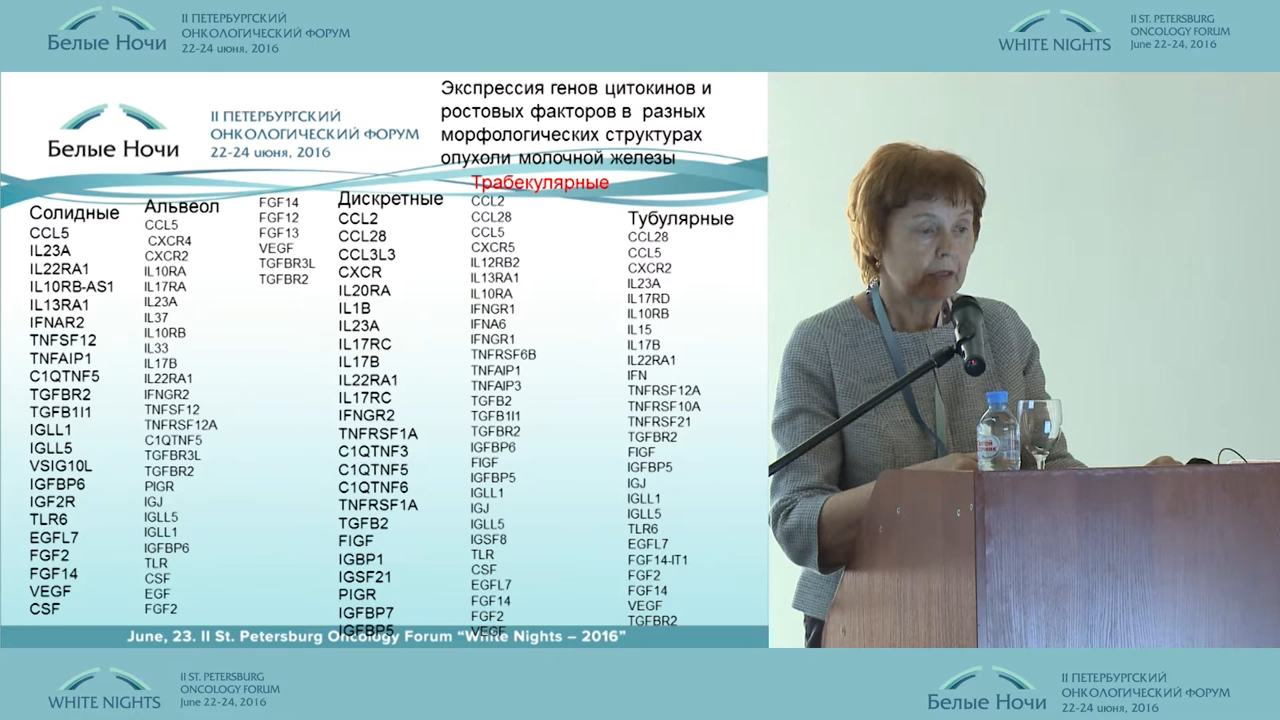 II ПЕТЕРБУРГСКИЙ
ОНКОЛОГИЧЕСКИЙ ФОРУМ
22-24 июня, 2016
Белые Ночи
WHITE NIGHTS
II ST. PETERSBURG
ONCOLOGY FORUM
June 22-24, 2016
Экспрессия генов цитокинов и
ростовых факторов в разных
морфологических структурах
опухоли молочной железы
Белые Ночи
II ПЕТЕРБУРГСКИЙ
ОНКОЛОГИЧЕСКИЙ ФОРУМ
22-24 июня, 2016
Солидные
CCL5
IL23A
IL22RA1
IL10RB-AS1
IL13RA1
IFNAR2
TNFSF12
TNFAIP1
C1QTNF5
TGFBR2
TGFB1I1
IGLL1
IGLL5
VSIG10L
IGFBP6
IGF2R
TLR6
EGFL7
FGF2
FGF14
VEGF
CSF
Альвеол
CCL5
CXCR4
CXCR2
IL10RA
IL17RA
IL23A
IL37
IL10RB
IL33
IL17B
IL22RA1
IFNGR2
TNFSF12
TNFRSF12A
C1QTNF5
TGFBR3L
TGFBR2
PIGR
IGJ
IGLL5
IGLL1
IGFBP6
TLR
CSF
EGF
FGF2
FGF14
FGF12
FGF13
VEGF
TGFBR3L
TGFBR2
Дискретные
CCL2
CCL28
CCL3L3
CXCR
IL20RA
IL1B
IL23A
IL17RC
IL17B
IL22RA1
IL17RC
IFNGR2
TNFRSF1A
C1QTNF3
C1QTNF5
C1QTNF6
TNFRSF1A
TGFB2
FIGF
IGBP1
IGSF21
PIGR
IGFBP7
IGFBP5
Трабекулярные
CCL2
CCL28
CCL5
CXCR5
IL12RB2
IL13RA1
IL10RA
IFNGR1
IFNA6
IFNGR1
TNFRSF6B
TNFAIP1
TNFAIP3
TGFB2
TGFB1I1
TGFBR2
IGFBP6
FIGF
IGFBP5
IGLL1
IGJ
IGLL5
IGSF8
TLR
CSF
EGFL7
FGF14
FGF2
VEGF
Тубулярные
CCL28
CCL5
CXCR2
IL23A
IL17RD
IL10RB
IL15
IL17B
IL22RA1
IFN
TNFRSF12A
TNFRSF10A
TNFRSF21
TGFBR2
FIGF
IGFBP5
IGJ
IGLL1
IGLL5
TLR6
EGFL7
FGF14-IT1
FGF2
FGF14
VEGF
TGFBR2
June, 23. II St. Petersburg Oncology Forum “White Nights – 2016”
WHITE NIGHTS
II ST. PETERSBURG
ONCOLOGY FORUM
June 22-24, 2016
Белые Ночи
II ПЕТЕРБУРГСКИЙ
ОНКОЛОГИЧЕСКИЙ ФОРУМ
22-24 июня, 2016